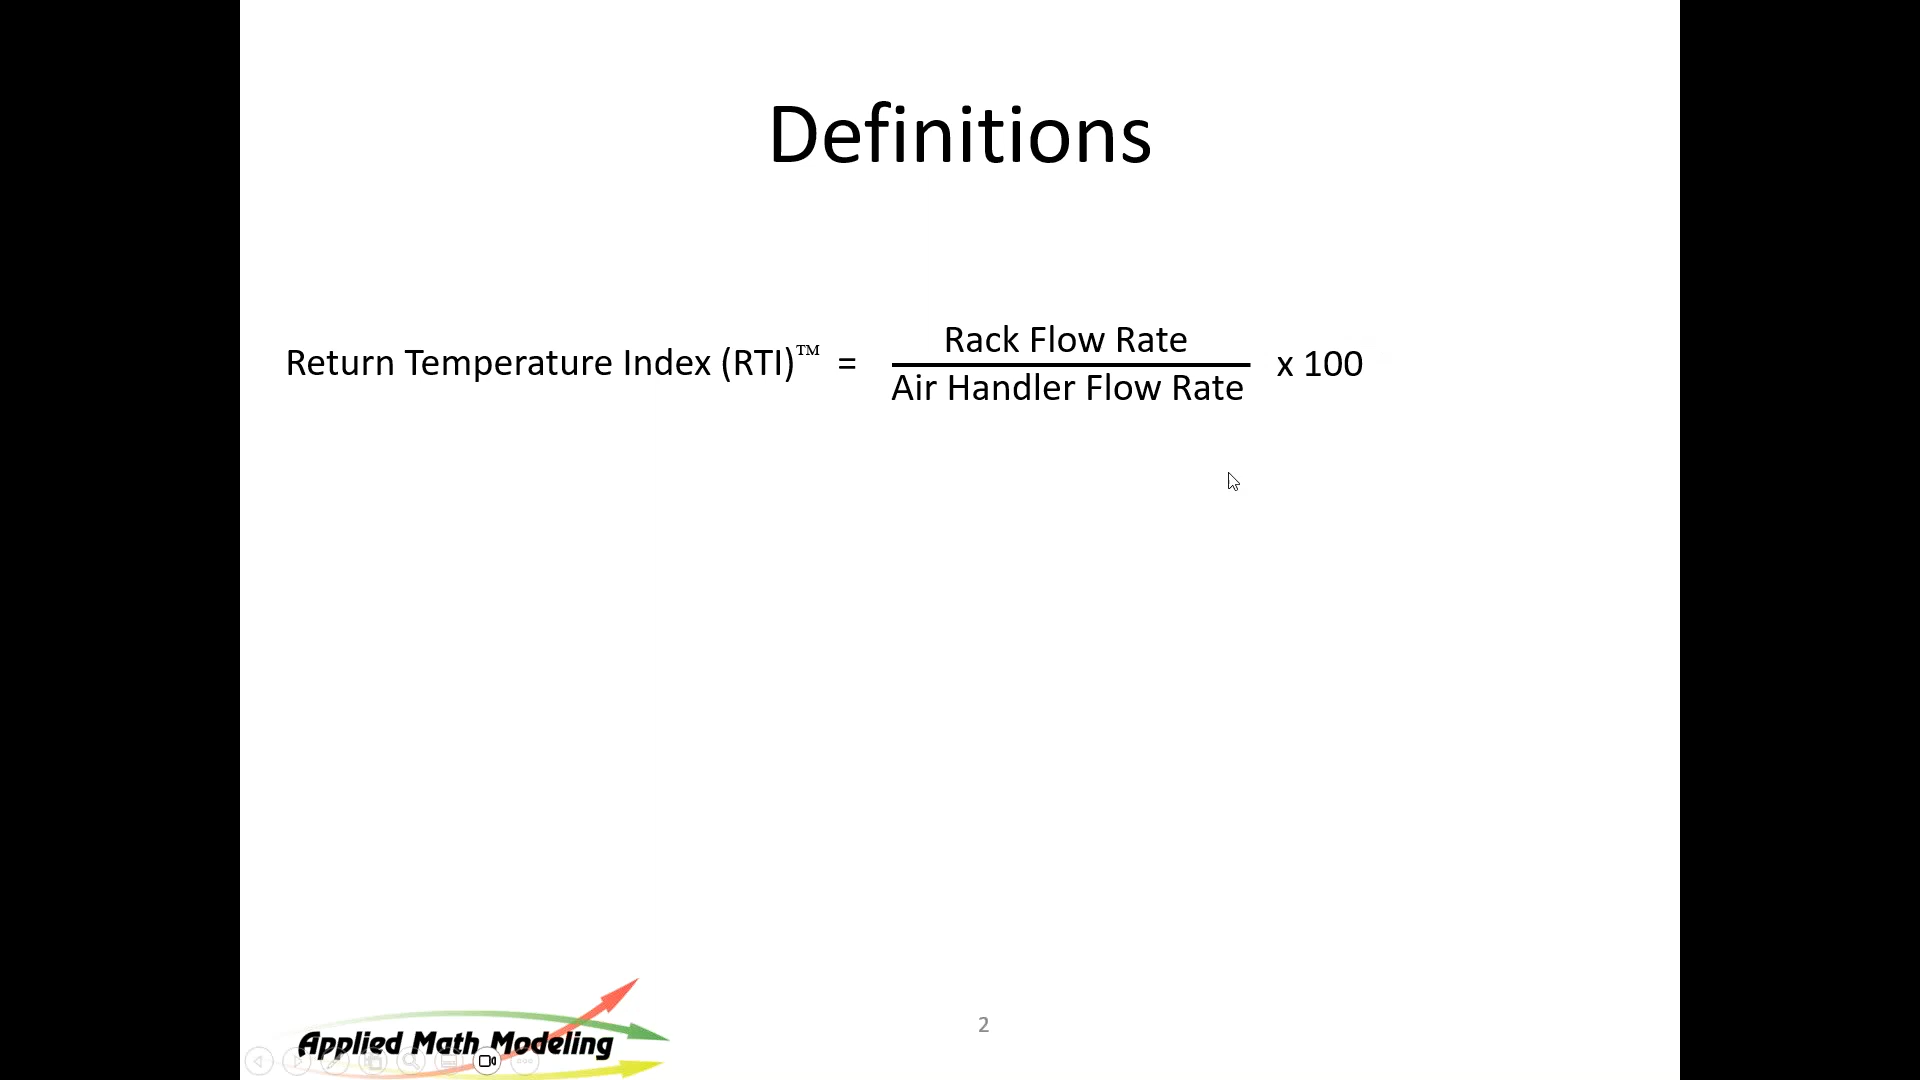 Definitions
Return Temperature Index (RTI)™ = Rack Flow Rate
Air Handler Flow Rate x 100
Applied Math Modeling
2